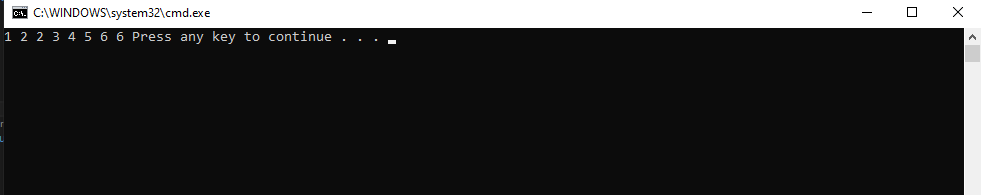 C:\WINDOWS\system32\cmd.exe
1 2 2 3 4 5 6 6 Press any key to continue . . .